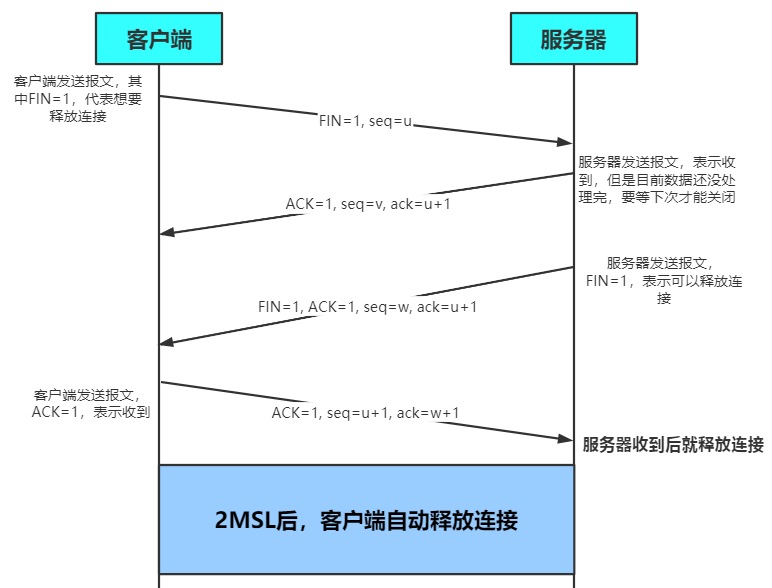 客户端
服务器
客户端发送报文，其
中FIN=1，代表想要
释放连接
FIN=1, seq=u
服务器发送报文，表示收
到，但是目前数据还没处
理完，要等下次才能关闭
ACK=1, seq=v, ack=u+1
服务器发送报文，
FIN=1，表示可以释放连
接
FIN=1, ACK=1, seq=w, ack=u+1
客户端发送报文，
ACK=1，表示收到
ACK=1, seq=u+1, ack=w+1
服务器收到后就释放连接
2MSL后，客户端自动释放连接